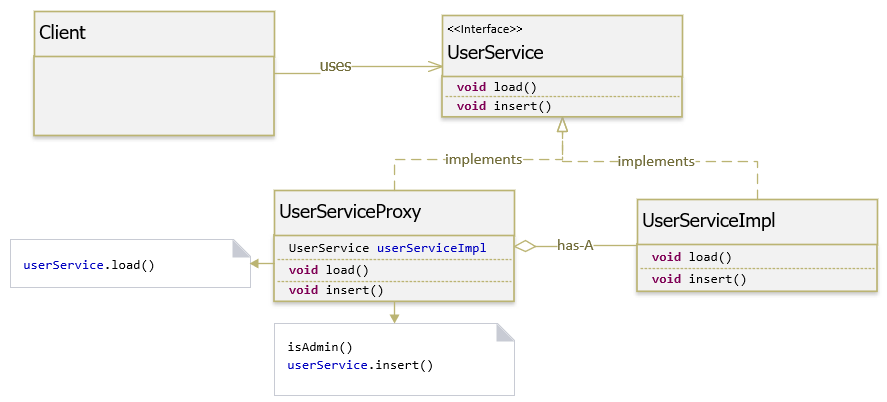 Client
uses
<<Interface>>
UserService
void load()
void insert()
implements
implements
UserServiceProxy
UserService userServiceImpl
void load()
void insert()
has-A
UserServiceImpl
void load()
void insert()
userService.load()
isAdmin()
userService.insert()